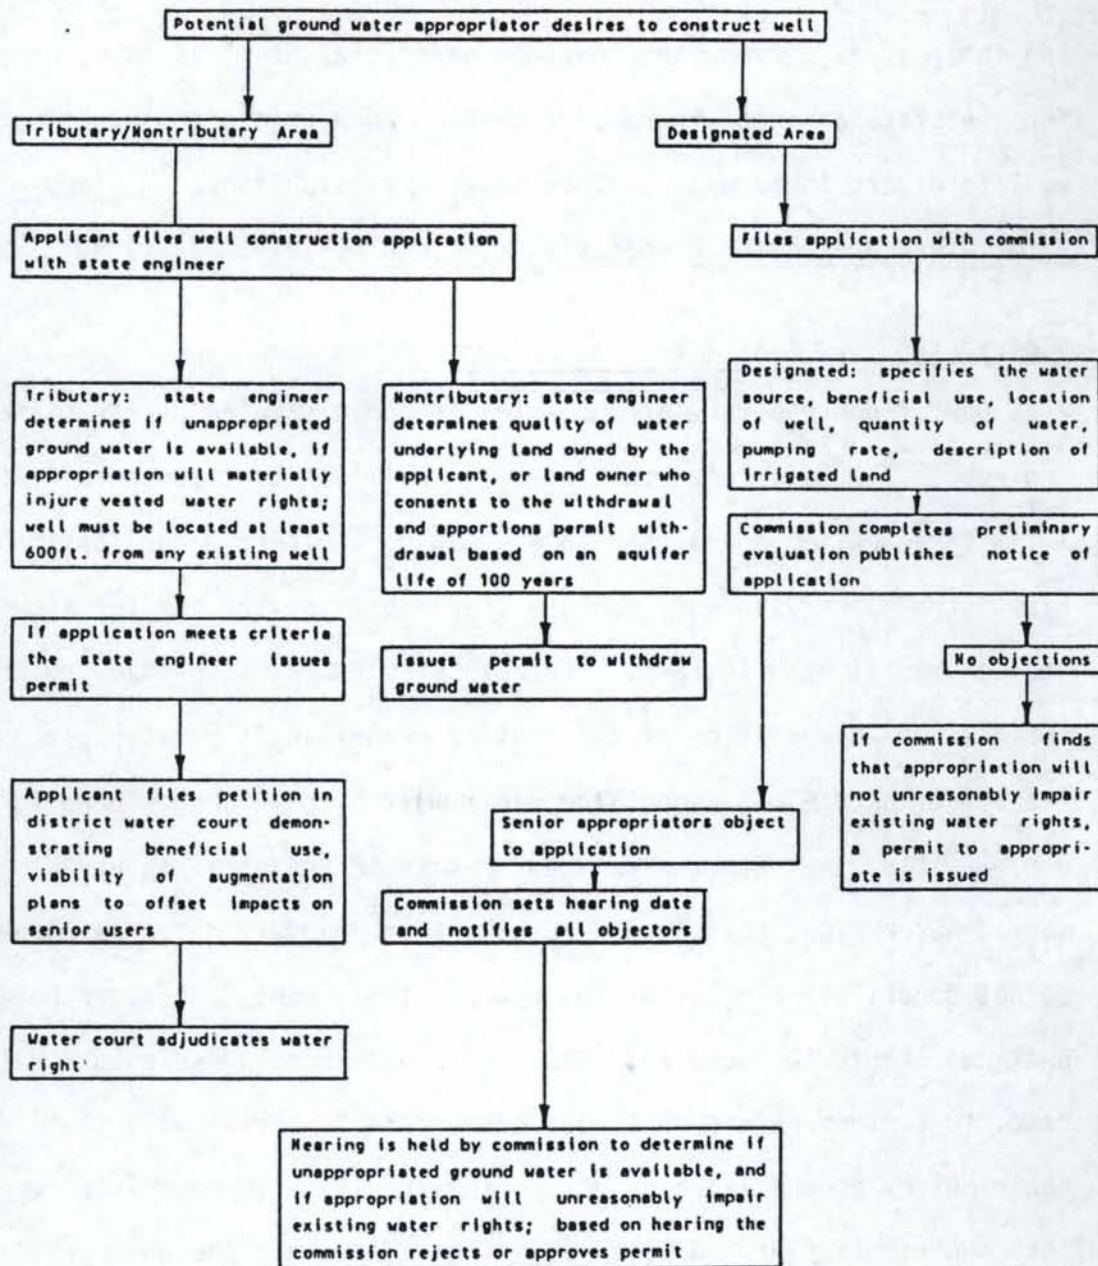 Potential ground water appropriator desires to construct well
Tributary/Nontributary Area
Designated Area
Applicant files well construction application
with state engineer
Files application with commission
Tributary: state engineer
determines if unappropriated
ground water is available, if
appropriation will materially
injure vested water rights;
well must be located at least
600ft. from any existing well
Nontributary: state engineer
determines quality of water
underlying land owned by the
applicant, or land owner who
consents to the withdrawal
and apportions permit with-
drawal based on an aquifer
life of 100 years
Designated: specifies the water
source, beneficial use, location
of well, quantity of water,
pumping rate, description of
irrigated land
Commission completes preliminary
evaluation publishes notice of
application
If application meets criteria
the state engineer issues
permit
Issues permit to withdraw
ground water
No objections
If commission finds
that appropriation will
not unreasonably impair
existing water rights,
a permit to appropri-
ate is issued
Applicant files petition in
district water court demon-
strating beneficial use,
viability of augmentation
plans to offset impacts on
senior users
Senior appropriators object
to application
Commission sets hearing date
and notifies all objectors
Water court adjudicates water
right
Hearing is held by commission to determine if
unappropriated ground water is available, and
if appropriation will unreasonably impair
existing water rights; based on hearing the
commission rejects or approves permit